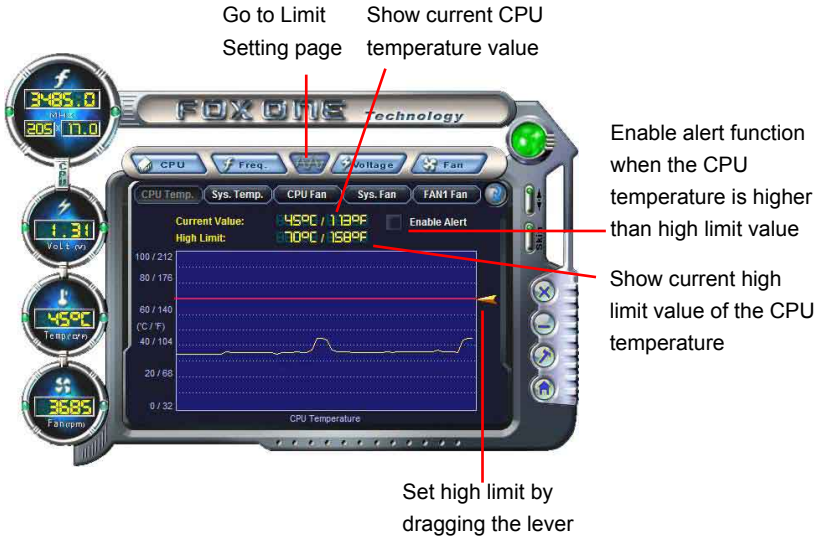 Go to Limit
Setting page
Show current CPU
temperature value
3485.0
MHz
205 17.0
CPU
FOX ONE Technology
CPU
Freq.
Voltage
Fan
CPU Temp.
Sys. Temp.
CPU Fan
Sys. Fan
FAN1 Fan
Current Value: 45ºC / 113ºF
Enable Alert
High Limit: 70ºC / 158ºF
Skin
1.31
Volt.(v)
45ºC
3685
Fan(rpm)
100 / 212
80 / 176
60 / 140
(°C / °F)
40 / 104
20 / 68
0 / 32
CPU Temperature
Enable alert function
when the CPU
temperature is higher
than high limit value
Show current high
limit value of the CPU
temperature
Set high limit by
dragging the lever